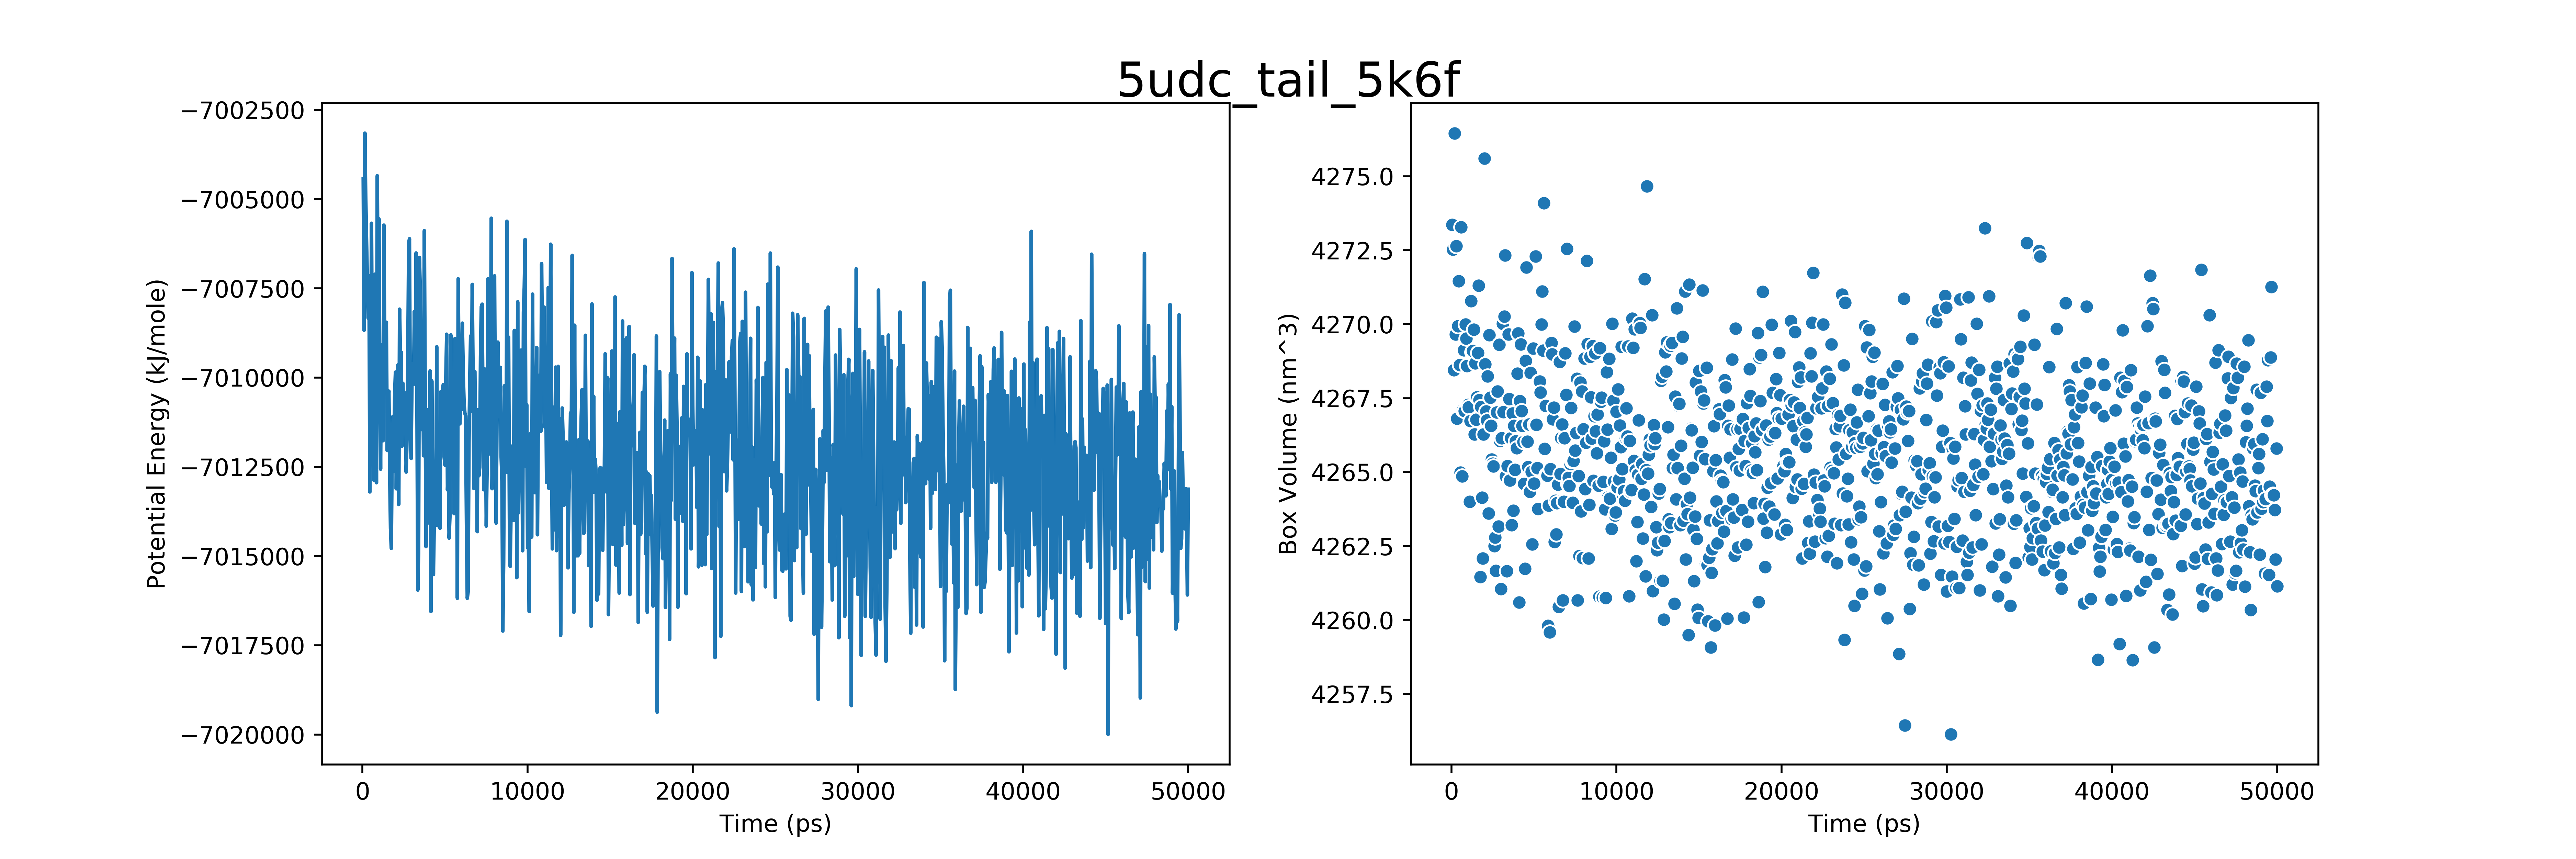 5udc_tail_5k6f
Potential Energy (kJ/mole)
−7002500
−7005000
−7007500
−7010000
−7012500
−7015000
−7017500
−7020000
0 10000 20000 30000 40000 50000
Time (ps)
Box Volume (nm^3)
4275.0
4272.5
4270.0
4267.5
4265.0
4262.5
4260.0
4257.5
0 10000 20000 30000 40000 50000
Time (ps)